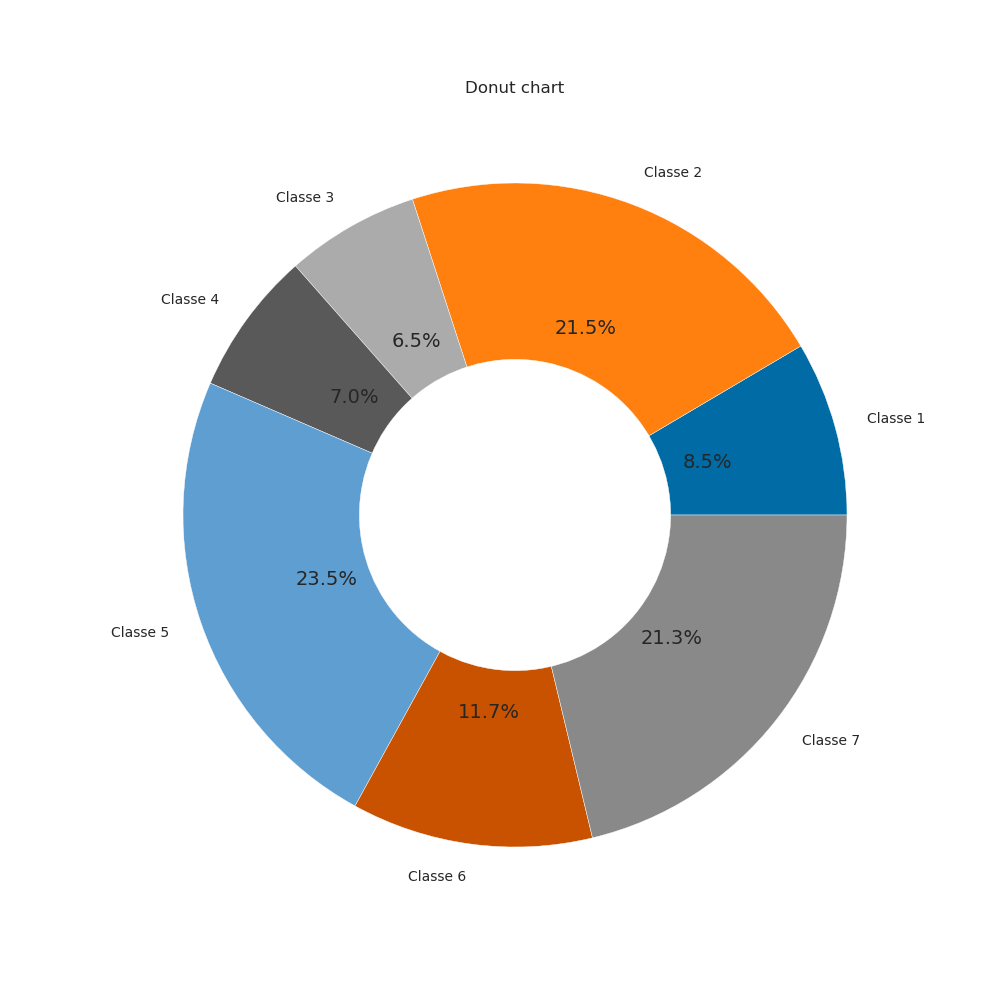 Donut chart
Classe 1
8.5%
Classe 2
21.5%
Classe 3
6.5%
Classe 4
7.0%
Classe 5
23.5%
Classe 6
11.7%
Classe 7
21.3%